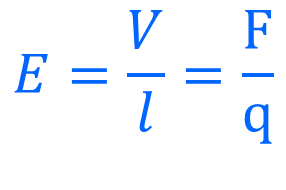 E = V/l = F/q